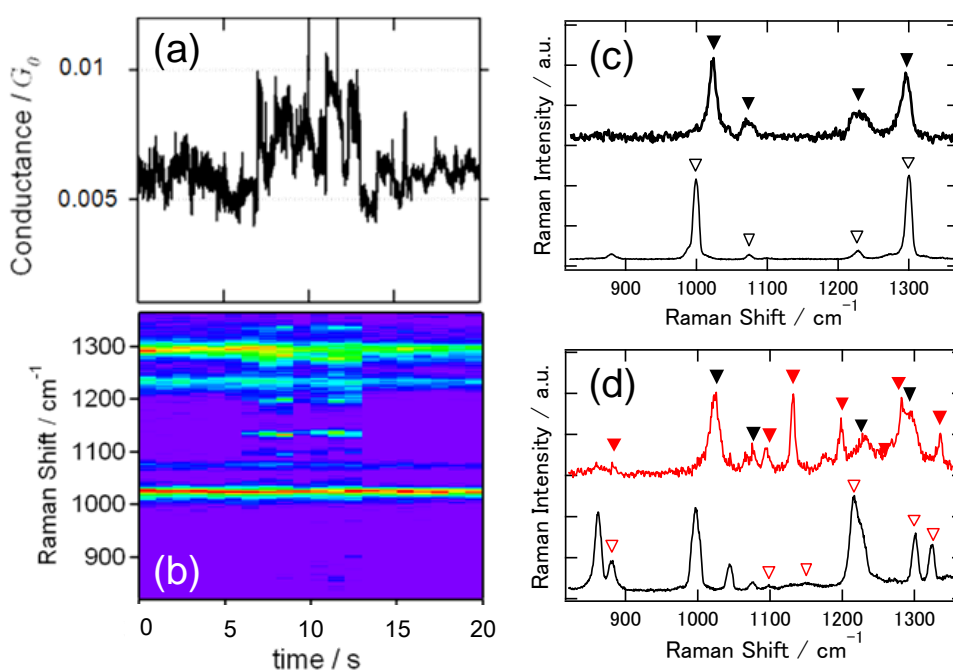 (a)
Conductance / G₀
0.01
0.005
(b)
Raman Shift / cm⁻¹
1300
1200
1100
1000
900
0 5 10 15 20
time / s
(c)
Raman Intensity / a.u.
900 1000 1100 1200 1300
Raman Shift / cm⁻¹
(d)
Raman Intensity / a.u.
900 1000 1100 1200 1300
Raman Shift / cm⁻¹